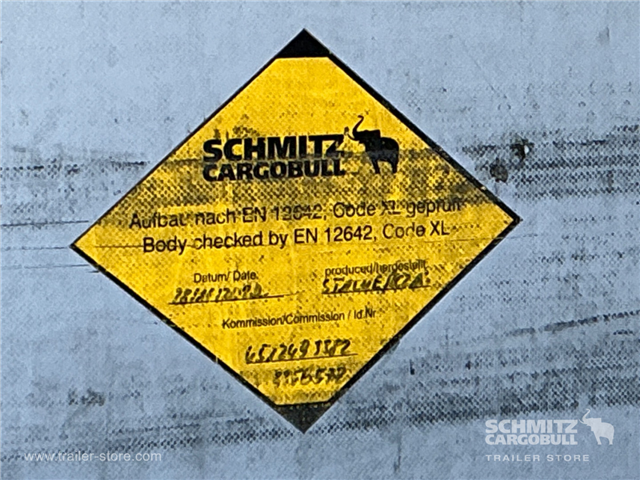 SCHMITZ
CARGOBULL
Aufbau nach EN 12642, Code XL geprüft
Body checked by EN 12642, Code XL
Datum/ Date
produced/hergestellt
Kommission/Commission / Id.Nr.
SCHMITZ
CARGOBULL
TRAILER STORE
www.trailer-store.com